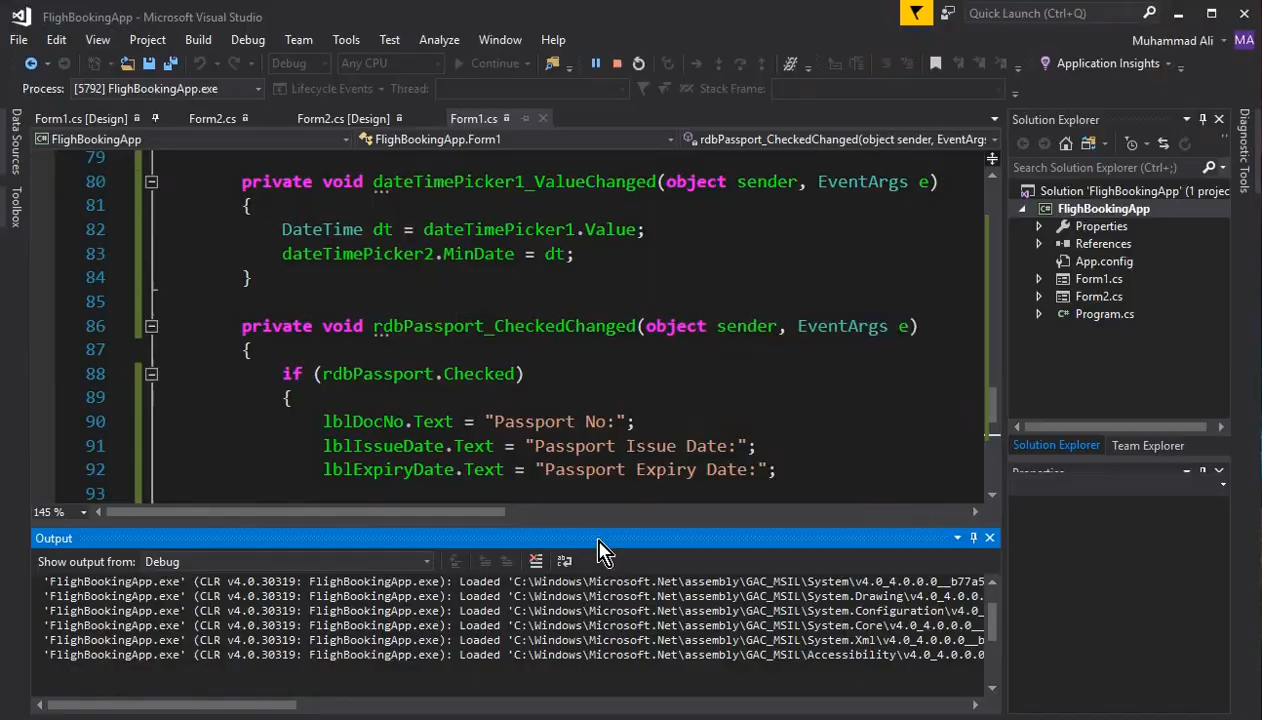 FlighBookingApp - Microsoft Visual Studio
Quick Launch (Ctrl+Q)
File Edit View Project Build Debug Team Tools Test Analyze Window Help
Muhammad Ali MA
Debug Any CPU Continue Application Insights
Process: [5792] FlighBookingApp.exe Lifecycle Events Thread: Stack Frame:
Form1.cs [Design] Form2.cs Form2.cs [Design] Form1.cs
FlighBookingApp FlighBookingApp.Form1 rdbPassport_CheckedChanged(object sender, EventArgs
79
80 private void dateTimePicker1_ValueChanged(object sender, EventArgs e)
81 {
82 DateTime dt = dateTimePicker1.Value;
83 dateTimePicker2.MinDate = dt;
84 }
85
86 private void rdbPassport_CheckedChanged(object sender, EventArgs e)
87 {
88 if (rdbPassport.Checked)
89 {
90 lblDocNo.Text = "Passport No:";
91 lblIssueDate.Text = "Passport Issue Date:";
92 lblExpiryDate.Text = "Passport Expiry Date:";
93
145 %
Output
Show output from: Debug
'FlighBookingApp.exe' (CLR v4.0.30319: FlighBookingApp.exe): Loaded 'C:\Windows\Microsoft.Net\assembly\GAC_MSIL\System\v4.0_4.0.0.0__b77a5
'FlighBookingApp.exe' (CLR v4.0.30319: FlighBookingApp.exe): Loaded 'C:\Windows\Microsoft.Net\assembly\GAC_MSIL\System.Drawing\v4.0_4.0.0.
'FlighBookingApp.exe' (CLR v4.0.30319: FlighBookingApp.exe): Loaded 'C:\Windows\Microsoft.Net\assembly\GAC_MSIL\System.Configuration\v4.0_
'FlighBookingApp.exe' (CLR v4.0.30319: FlighBookingApp.exe): Loaded 'C:\Windows\Microsoft.Net\assembly\GAC_MSIL\System.Core\v4.0_4.0.0.0__
'FlighBookingApp.exe' (CLR v4.0.30319: FlighBookingApp.exe): Loaded 'C:\Windows\Microsoft.Net\assembly\GAC_MSIL\System.Xml\v4.0_4.0.0.0__b
'FlighBookingApp.exe' (CLR v4.0.30319: FlighBookingApp.exe): Loaded 'C:\Windows\Microsoft.Net\assembly\GAC_MSIL\Accessibility\v4.0_4.0.0.0
Data Sources
Toolbox
Solution Explorer
Search Solution Explorer
Solution 'FlighBookingApp' (1 projec
FlighBookingApp
Properties
References
App.config
Form1.cs
Form2.cs
Program.cs
Solution Explorer Team Explorer
Properties
Diagnostic Tools